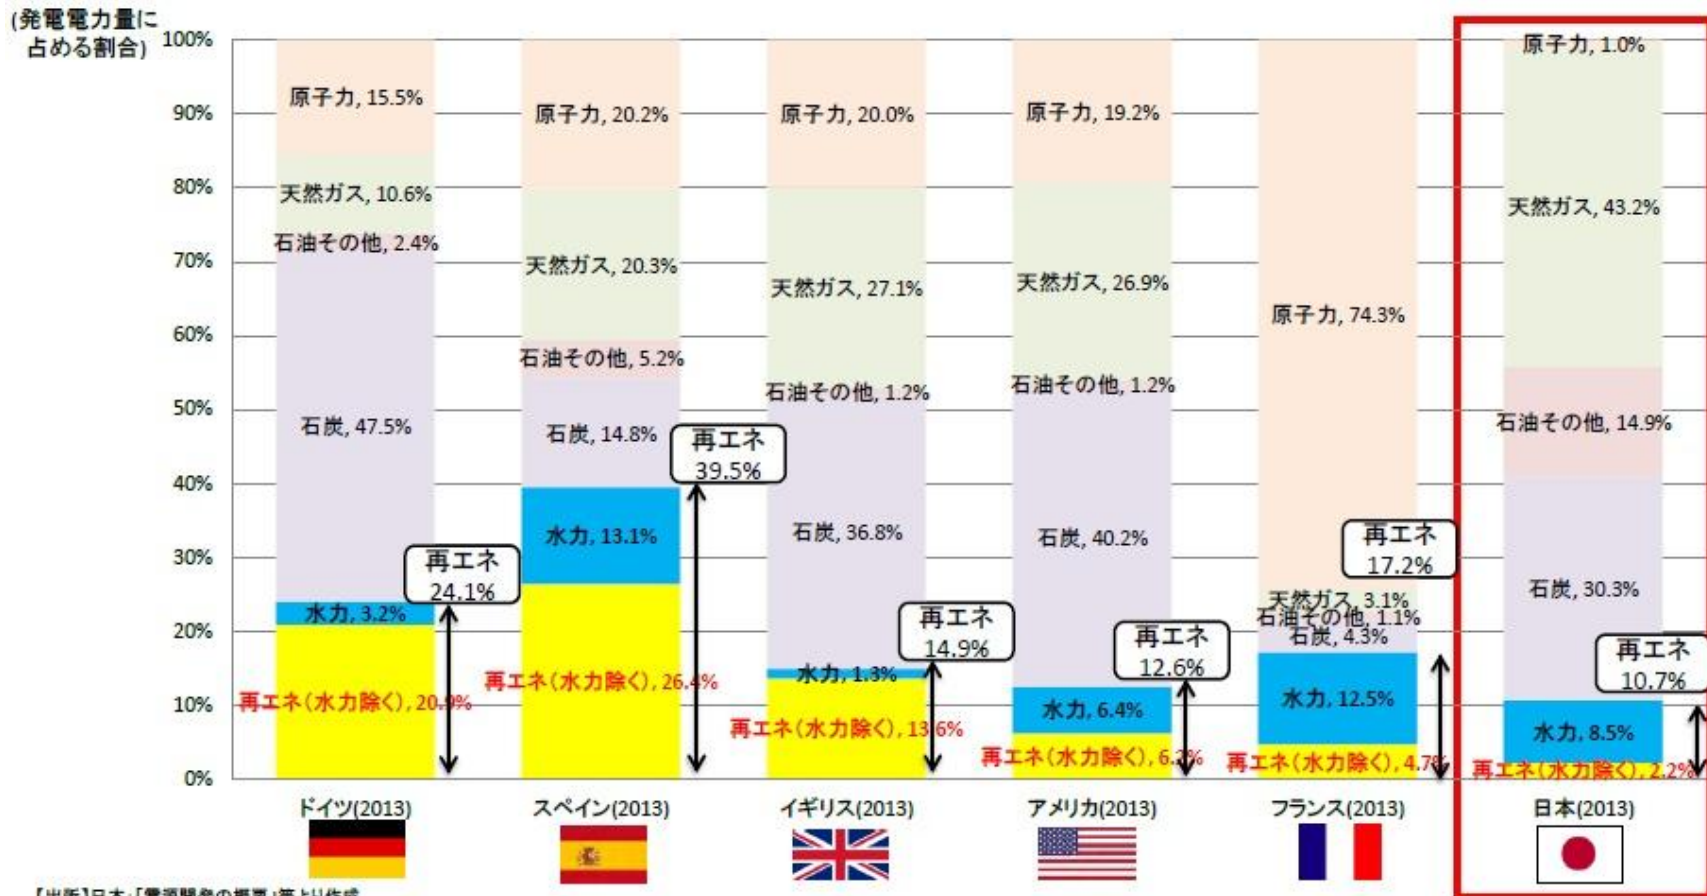 (発電電力量に
占める割合)
100%
90%
80%
70%
60%
50%
40%
30%
20%
10%
0%
原子力, 15.5%
天然ガス, 10.6%
石油その他, 2.4%
石炭, 47.5%
水力, 3.2%
再エネ(水力除く), 20.9%
再エネ
24.1%
ドイツ(2013)
原子力, 20.2%
天然ガス, 20.3%
石油その他, 5.2%
石炭, 14.8%
水力, 13.1%
再エネ(水力除く), 26.4%
再エネ
39.5%
スペイン(2013)
原子力, 20.0%
天然ガス, 27.1%
石油その他, 1.2%
石炭, 36.8%
水力, 1.3%
再エネ(水力除く), 13.6%
再エネ
14.9%
イギリス(2013)
原子力, 19.2%
天然ガス, 26.9%
石油その他, 1.2%
石炭, 40.2%
水力, 6.4%
再エネ(水力除く),
再エネ
12.6%
アメリカ(2013)
原子力, 74.3%
天然ガス, 3.1%
石油その他, 1.1%
石炭, 4.3%
水力, 12.5%
再エネ(水力除く), 4.7%
再エネ
17.2%
フランス(2013)
原子力, 1.0%
天然ガス, 43.2%
石油その他, 14.9%
石炭, 30.3%
水力, 8.5%
再エネ(水力除く), 2.2%
再エネ
10.7%
日本(2013)